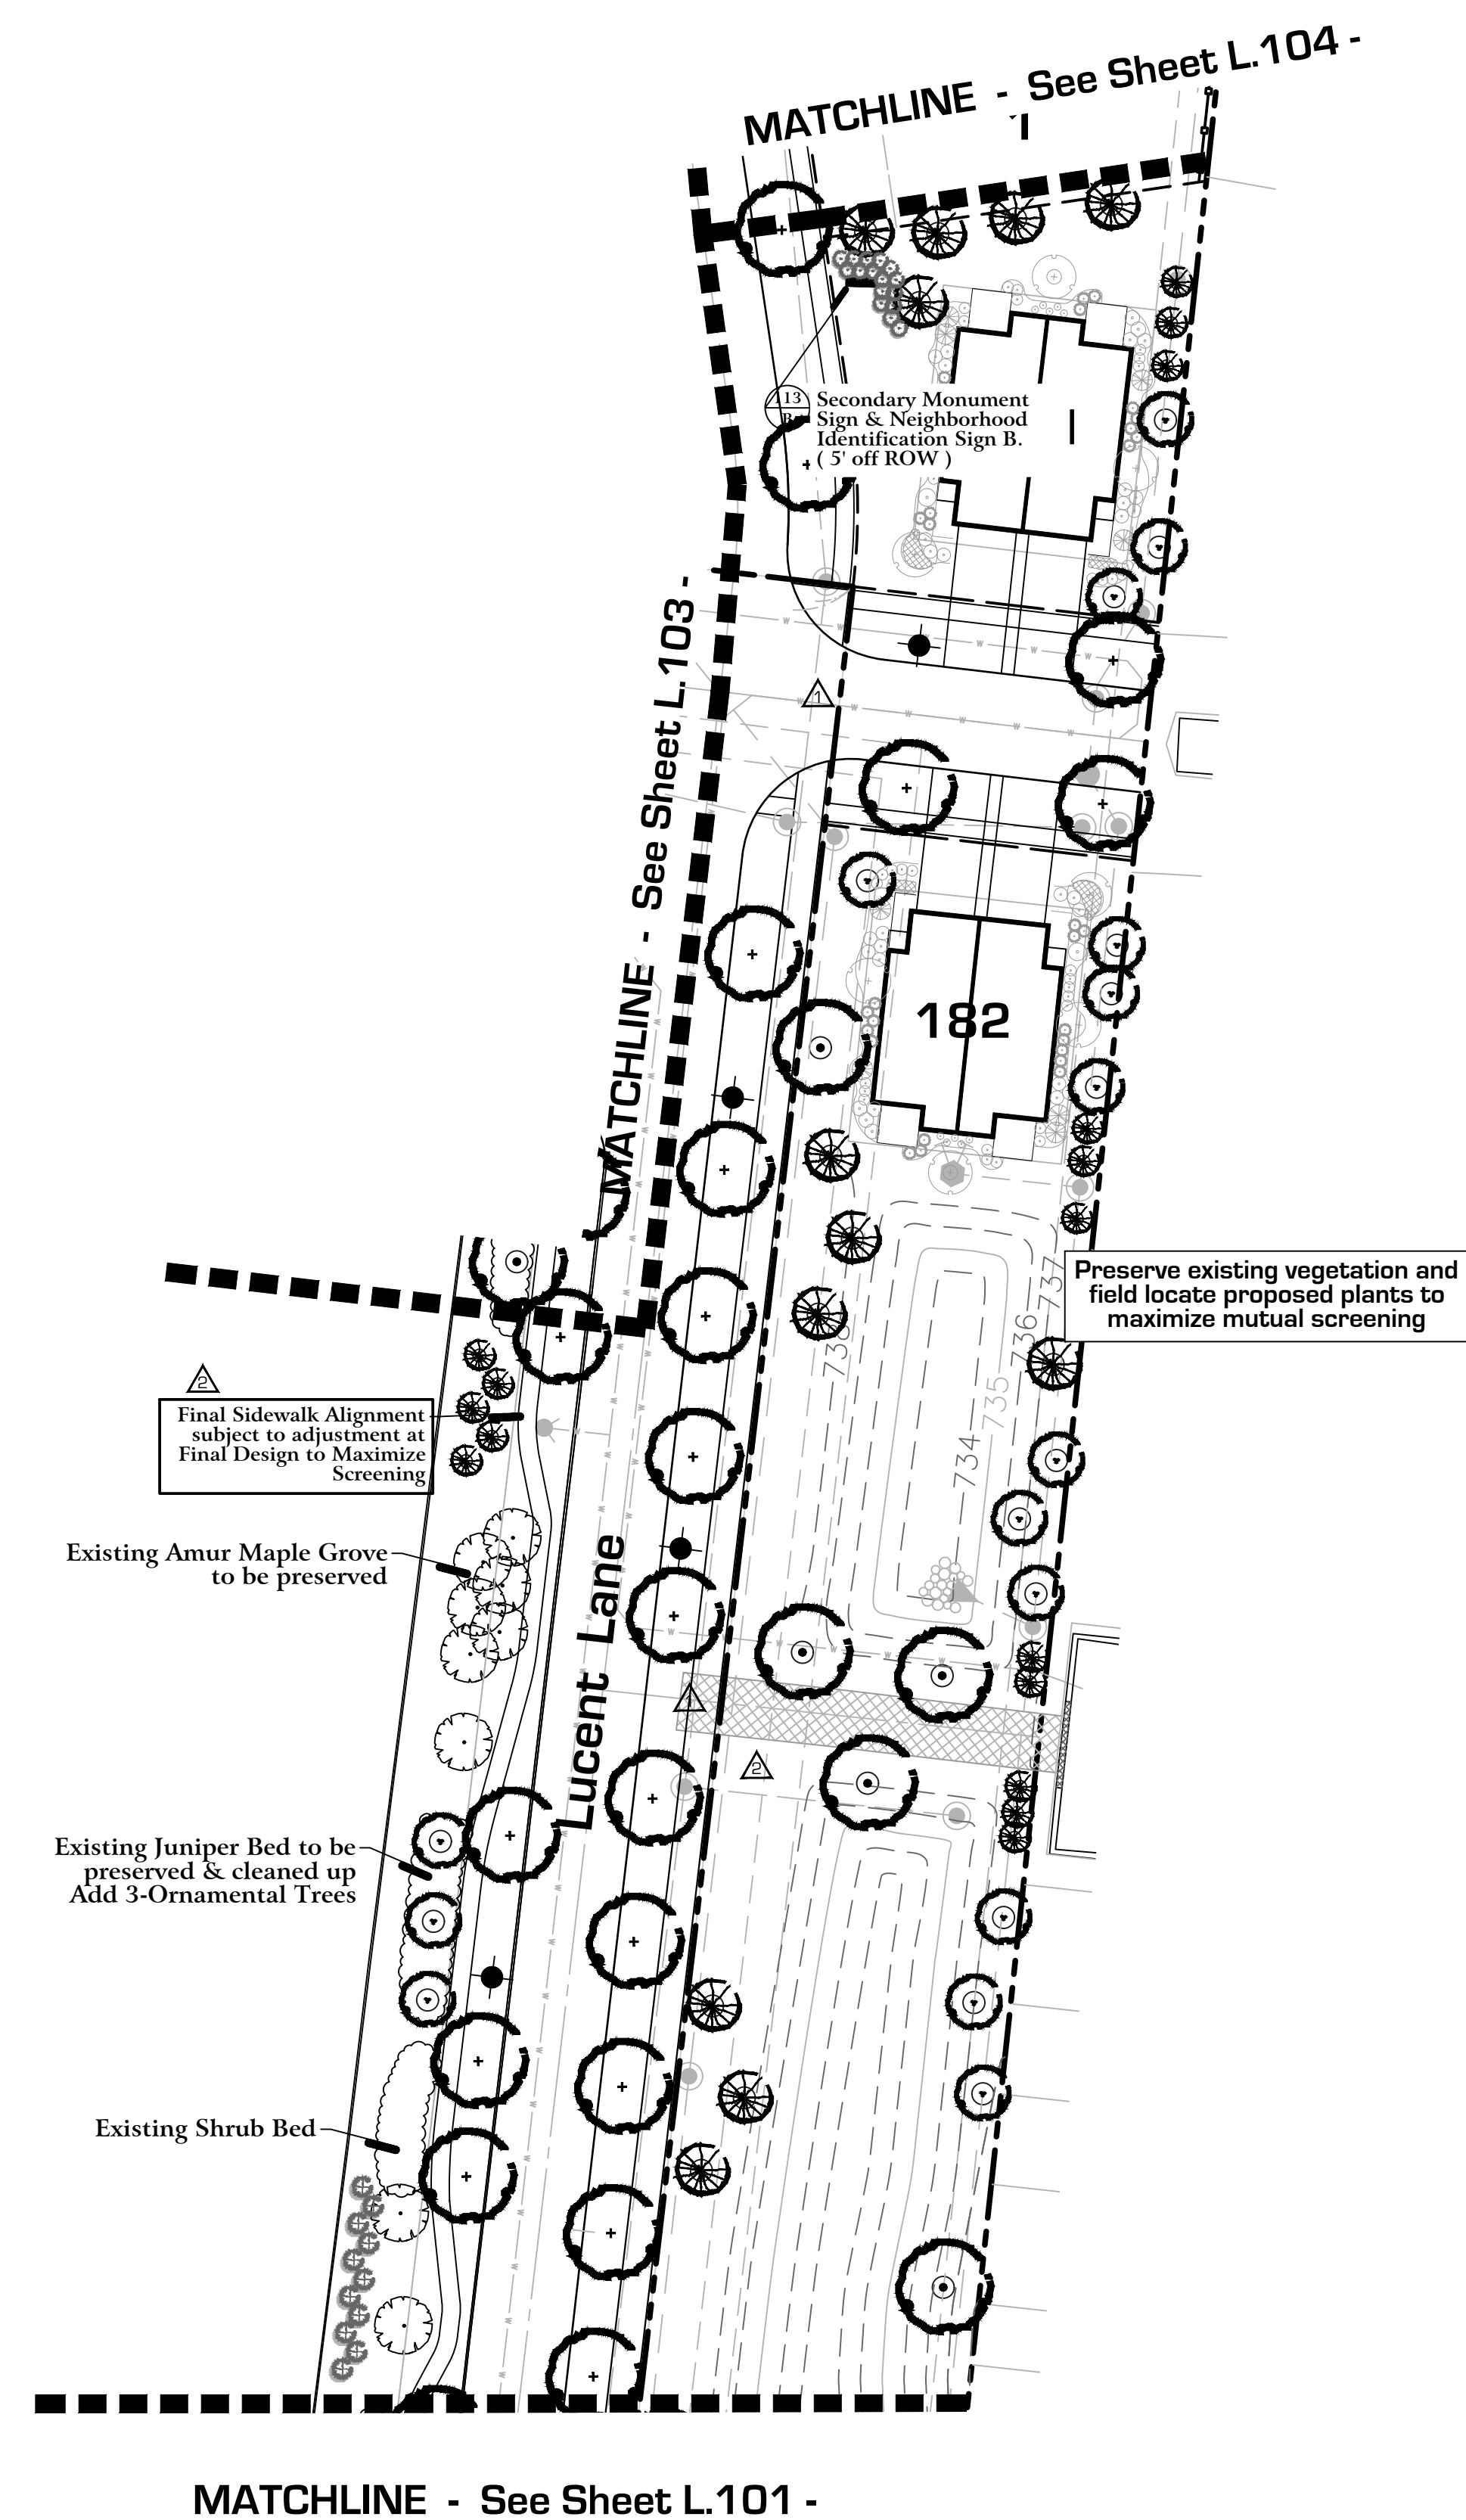 MATCHLINE - See Sheet L.104 -
1
113
B
Secondary Monument
Sign & Neighborhood
Identification Sign B.
( 5' off ROW )
1
MATCHLINE - See Sheet L.103 -
182
737
736
Preserve existing vegetation and
field locate proposed plants to
maximize mutual screening
735
734
2
Final Sidewalk Alignment
subject to adjustment at
Final Design to Maximize
Screening
Existing Amur Maple Grove
to be preserved
Lucent Lane
2
Existing Juniper Bed to be
preserved & cleaned up
Add 3-Ornamental Trees
Existing Shrub Bed
MATCHLINE - See Sheet L.101 -